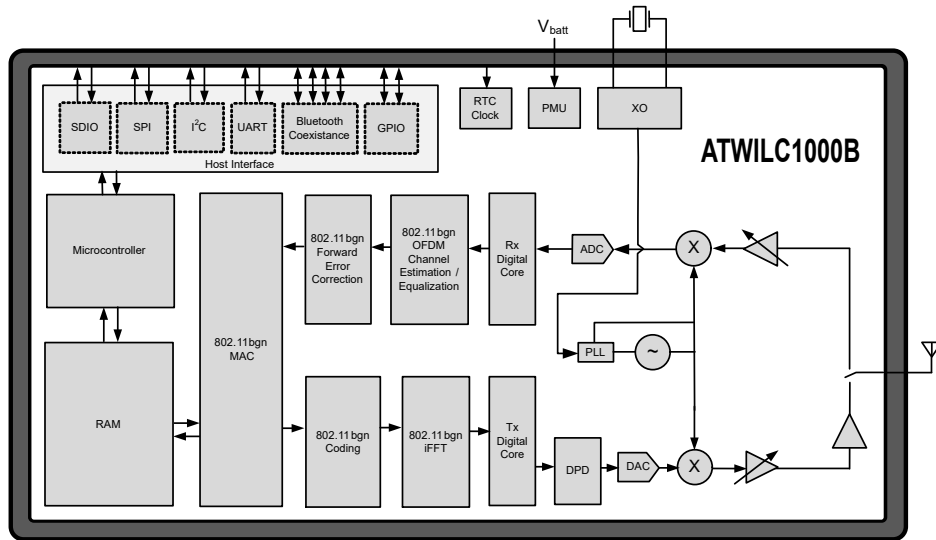 V_batt
SDIO
SPI
I²C
UART
Bluetooth
Coexistance
GPIO
Host Interface
RTC
Clock
PMU
XO
ATWILC1000B
Microcontroller
RAM
802.11bgn
MAC
802.11bgn
Forward
Error
Correction
802.11bgn
OFDM
Channel
Estimation /
Equalization
Rx
Digital
Core
ADC
X
PLL
~
802.11bgn
Coding
802.11bgn
iFFT
Tx
Digital
Core
DPD
DAC
X